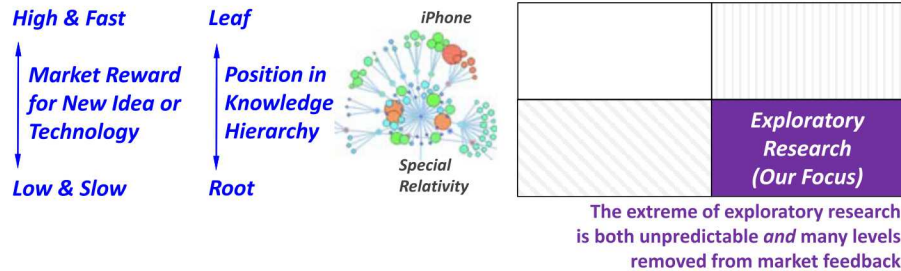 High & Fast
Market Reward
for New Idea or
Technology
Low & Slow
Leaf
Position in
Knowledge
Hierarchy
Root
iPhone
Special
Relativity
Exploratory
Research
(Our Focus)
The extreme of exploratory research
is both unpredictable and many levels
removed from market feedback